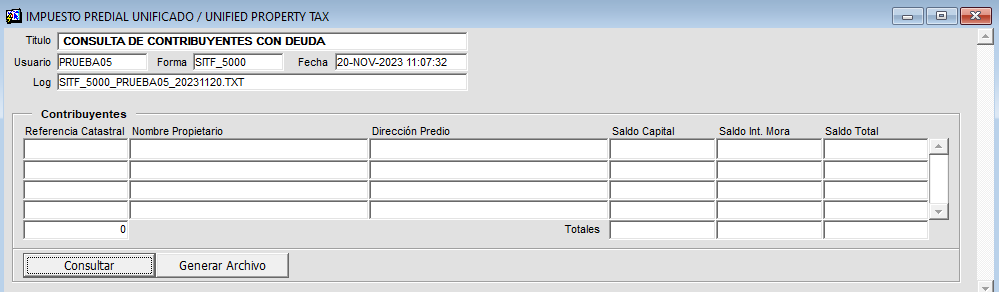 IMPUESTO PREDIAL UNIFICADO / UNIFIED PROPERTY TAX
Titulo CONSULTA DE CONTRIBUYENTES CON DEUDA
Usuario PRUEBA05 Forma SITF_5000 Fecha 20-NOV-2023 11:07:32
Log SITF_5000_PRUEBA05_20231120.TXT
Contribuyentes
Referencia Catastral Nombre Propietario Dirección Predio Saldo Capital Saldo Int. Mora Saldo Total
0 Totales
Consultar Generar Archivo